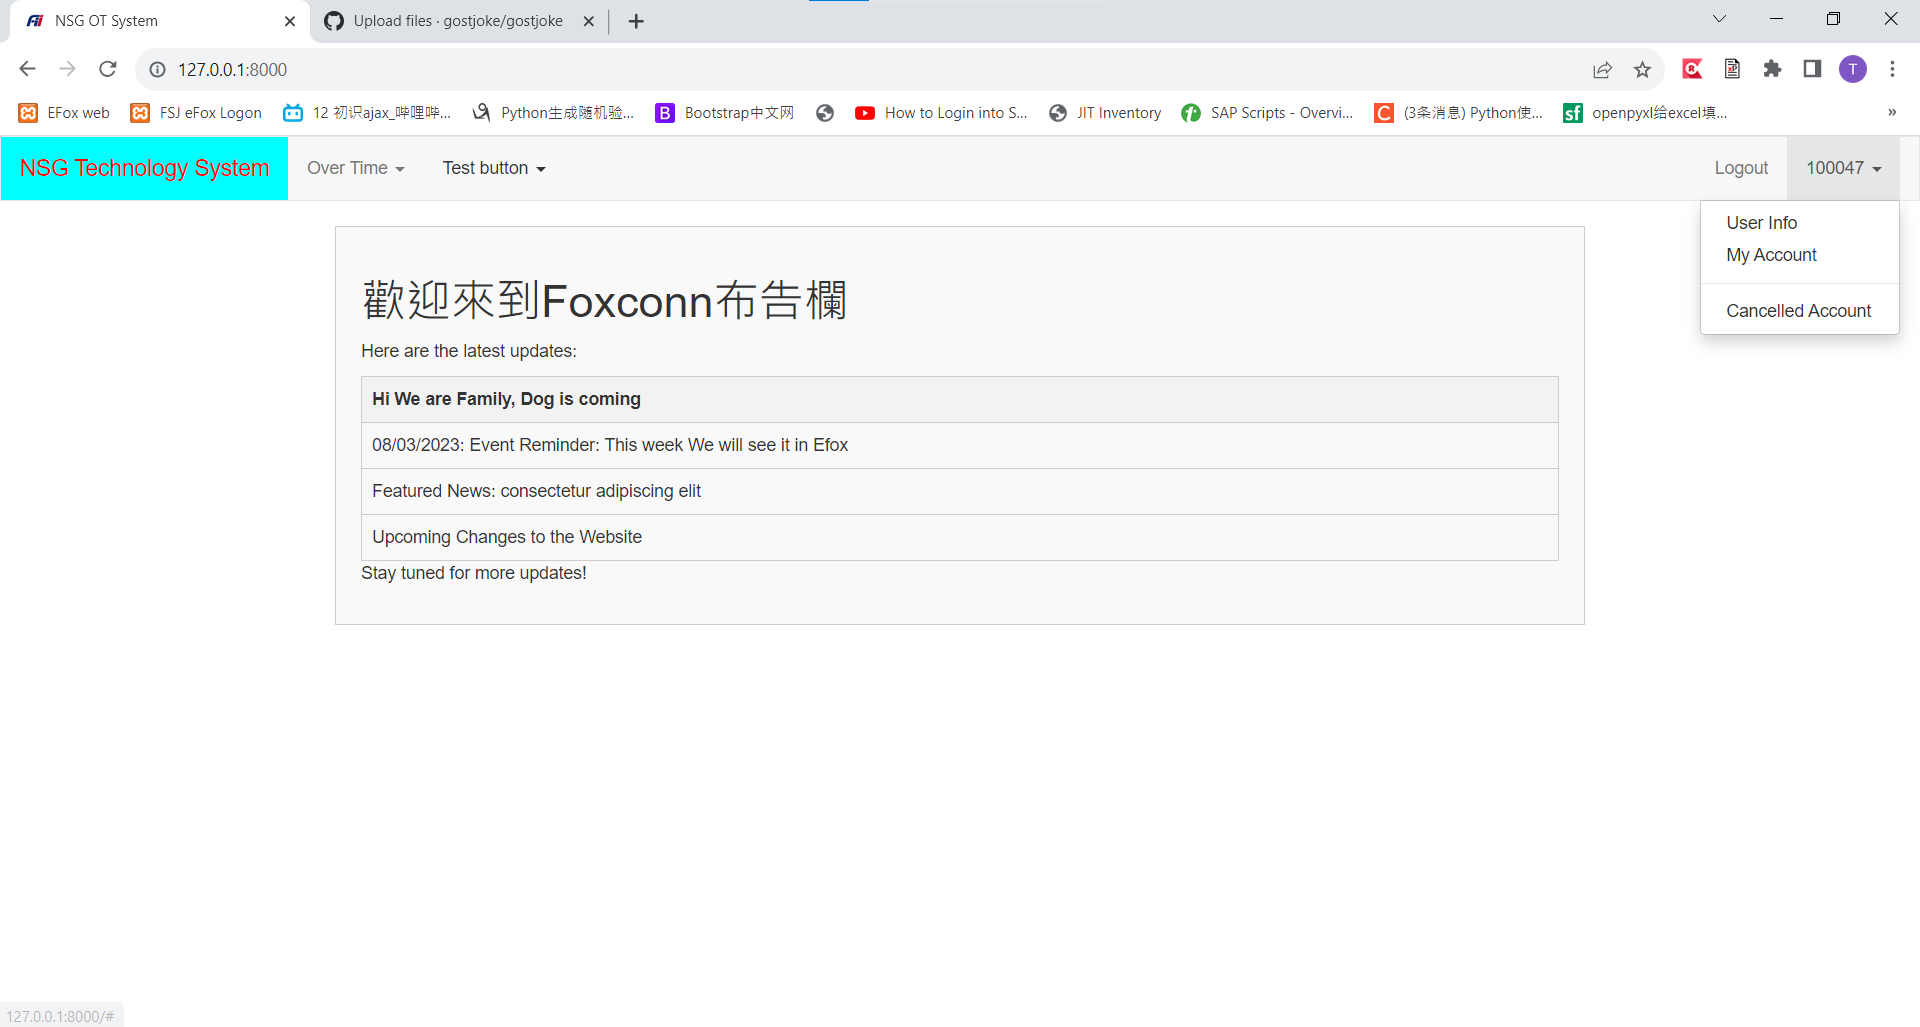 NSG OT System
Upload files · gostjoke/gostjoke
127.0.0.1:8000
T
EFox web
FSJ eFox Logon
12 初识ajax_哔哩哔...
Python生成随机验...
B
Bootstrap中文网
How to Login into S...
JIT Inventory
SAP Scripts - Overvi...
C
(3条消息) Python使...
sf
openpyxl给excel填...
»
NSG Technology System
Over Time
Test button
Logout
100047
User Info
My Account
Cancelled Account
歡迎來到Foxconn布告欄
Here are the latest updates:
Hi We are Family, Dog is coming
08/03/2023: Event Reminder: This week We will see it in Efox
Featured News: consectetur adipiscing elit
Upcoming Changes to the Website
Stay tuned for more updates!
127.0.0.1:8000/#